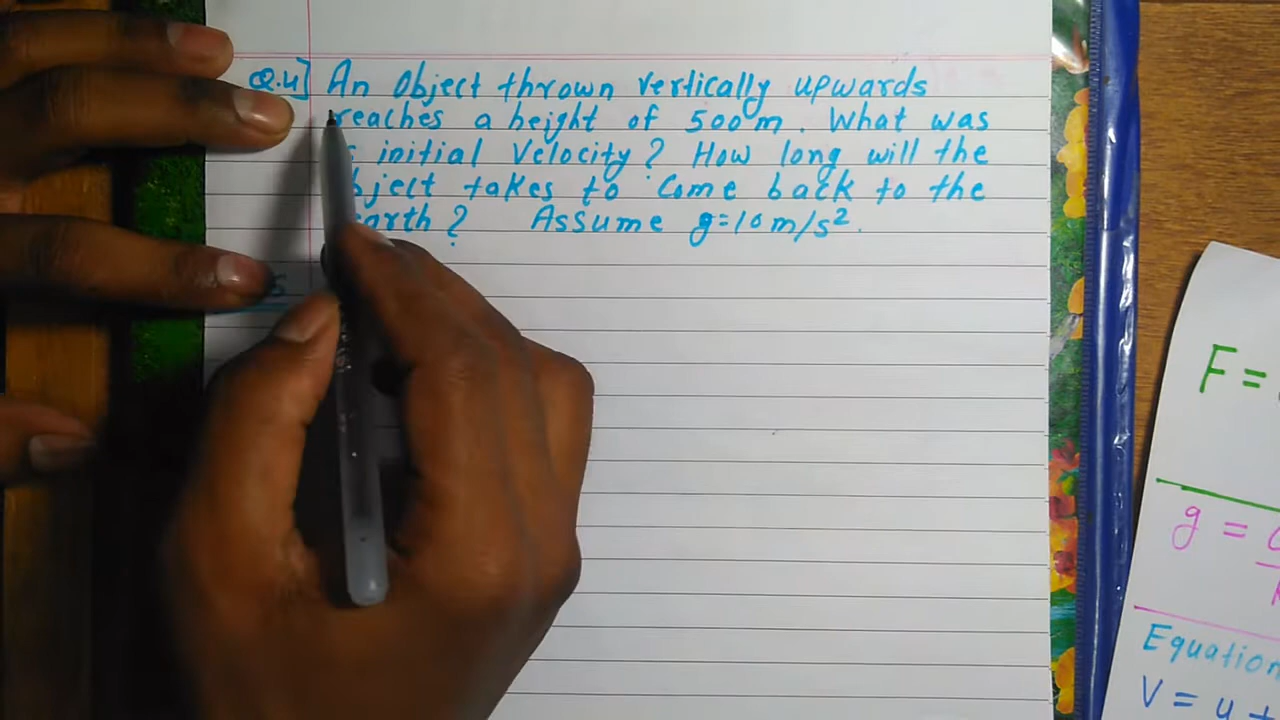 Q.4] An Object thrown vertically upwards
reaches a height of 500m. What was
initial Velocity? How long will the
bject takes to Come back to the
arth? Assume g=10m/s².
F =
g =
Equation
V = u +